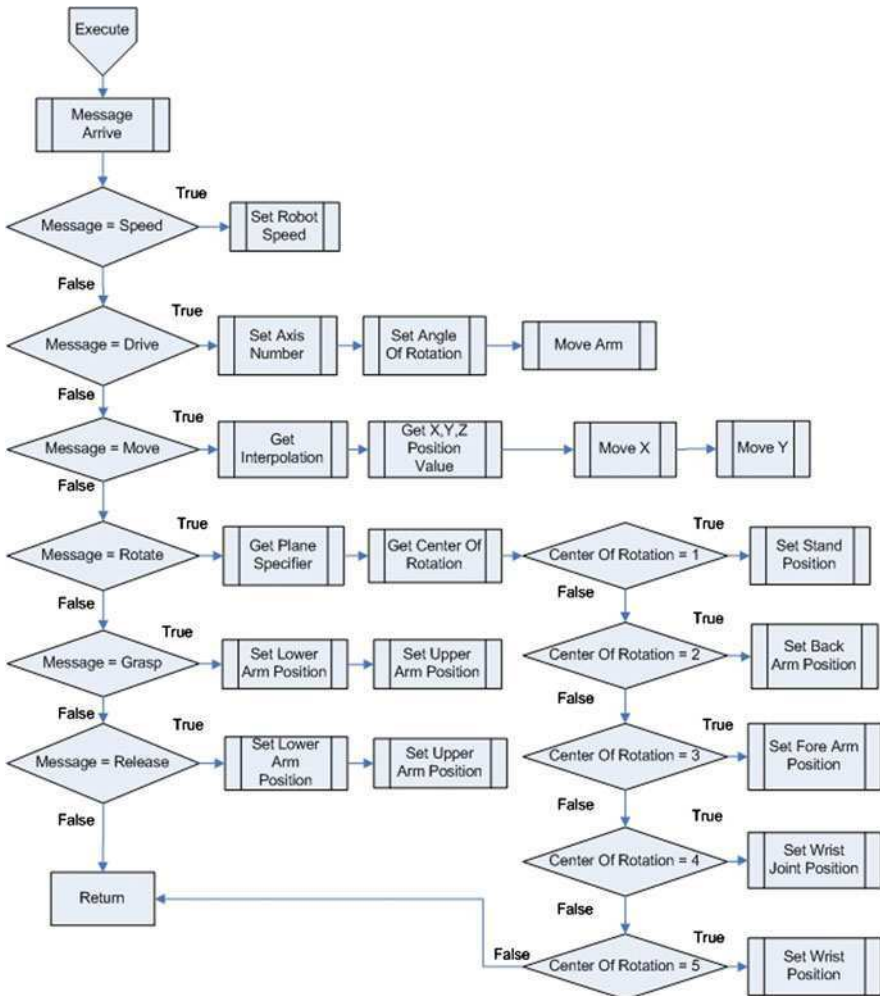 Execute
Message
Arrive
True
Message = Speed
Set Robot
Speed
False
True
Message = Drive
Set Axis
Number
Set Angle
Of Rotation
Move Arm
False
True
Message = Move
Get
Interpolation
Get X,Y,Z
Position
Value
Move X
Move Y
False
True
Message = Rotate
Get Plane
Specifier
Get Center Of
Rotation
Center Of Rotation = 1
True
Set Stand
Position
False
False
True
Message = Grasp
Set Lower
Arm Position
Set Upper
Arm Position
Center Of Rotation = 2
True
Set Back
Arm Position
False
False
True
Message = Release
Set Lower
Arm
Position
Set Upper
Arm Position
Center Of Rotation = 3
True
Set Fore Arm
Position
False
False
True
Center Of Rotation = 4
Set Wrist
Joint Position
Return
False
False
True
Center Of Rotation = 5
Set Wrist
Position